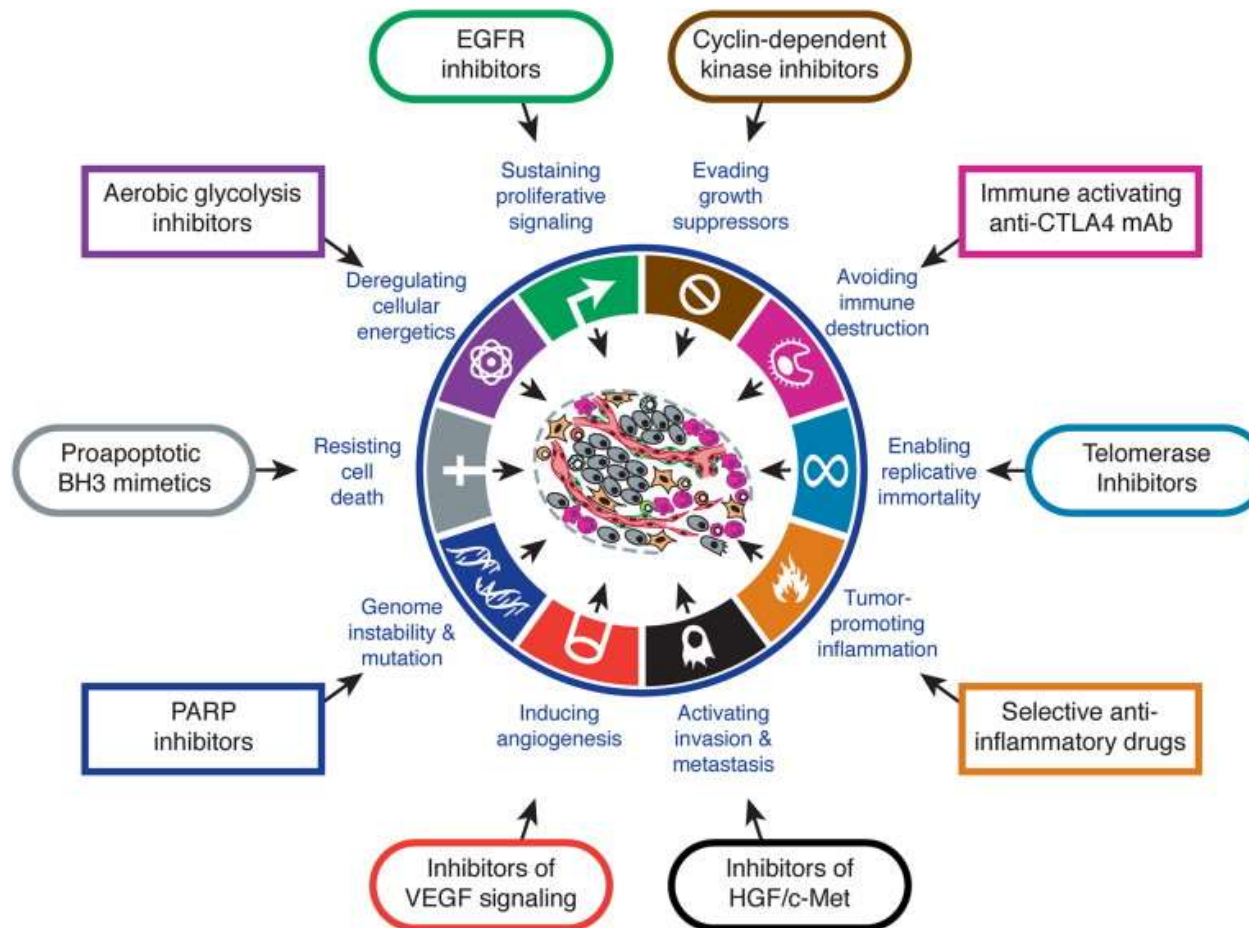 EGFR
inhibitors
Cyclin-dependent
kinase inhibitors
Sustaining
proliferative
signaling
Evading
growth
suppressors
Aerobic glycolysis
inhibitors
Immune activating
anti-CTLA4 mAb
Deregulating
cellular
energetics
Avoiding
immune
destruction
Proapoptotic
BH3 mimetics
Resisting
cell
death
Enabling
replicative
immortality
Telomerase
Inhibitors
Genome
instability &
mutation
Tumor-
promoting
inflammation
PARP
inhibitors
Inducing
angiogenesis
Activating
invasion &
metastasis
Selective anti-
inflammatory drugs
Inhibitors of
VEGF signaling
Inhibitors of
HGF/c-Met